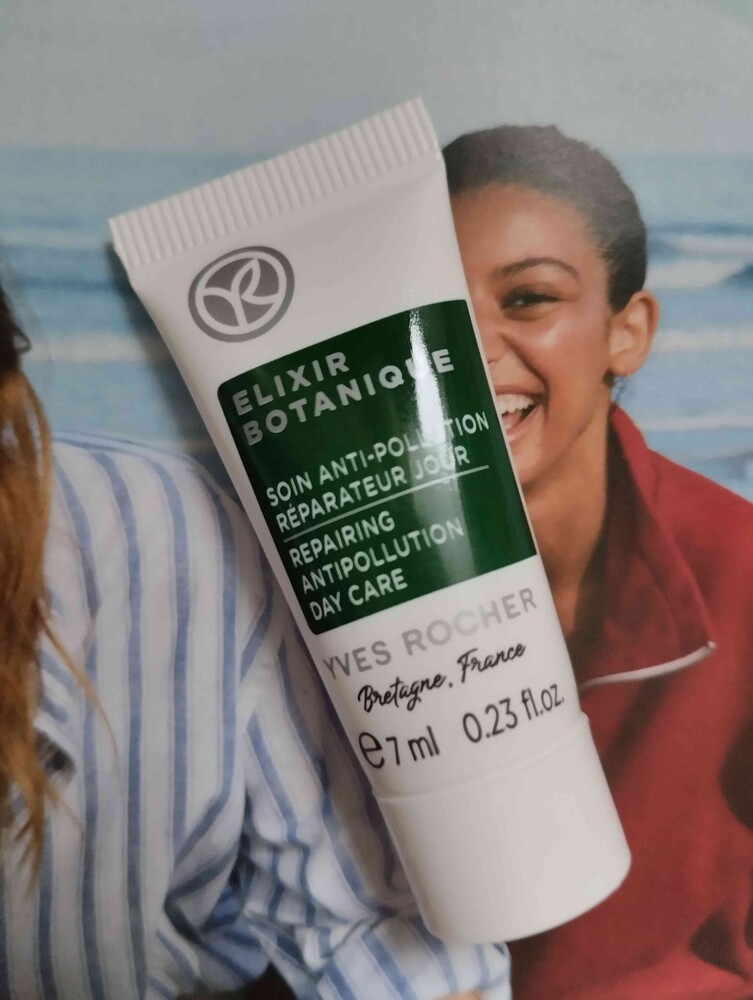 ELIXIR
BOTANIQUE
SOIN ANTI-POLLUTION
RÉPARATEUR JOUR
REPAIRING
ANTIPOLLUTION
DAY CARE
YVES ROCHER
Bretagne, France
℮7 ml 0.23 fl.oz.